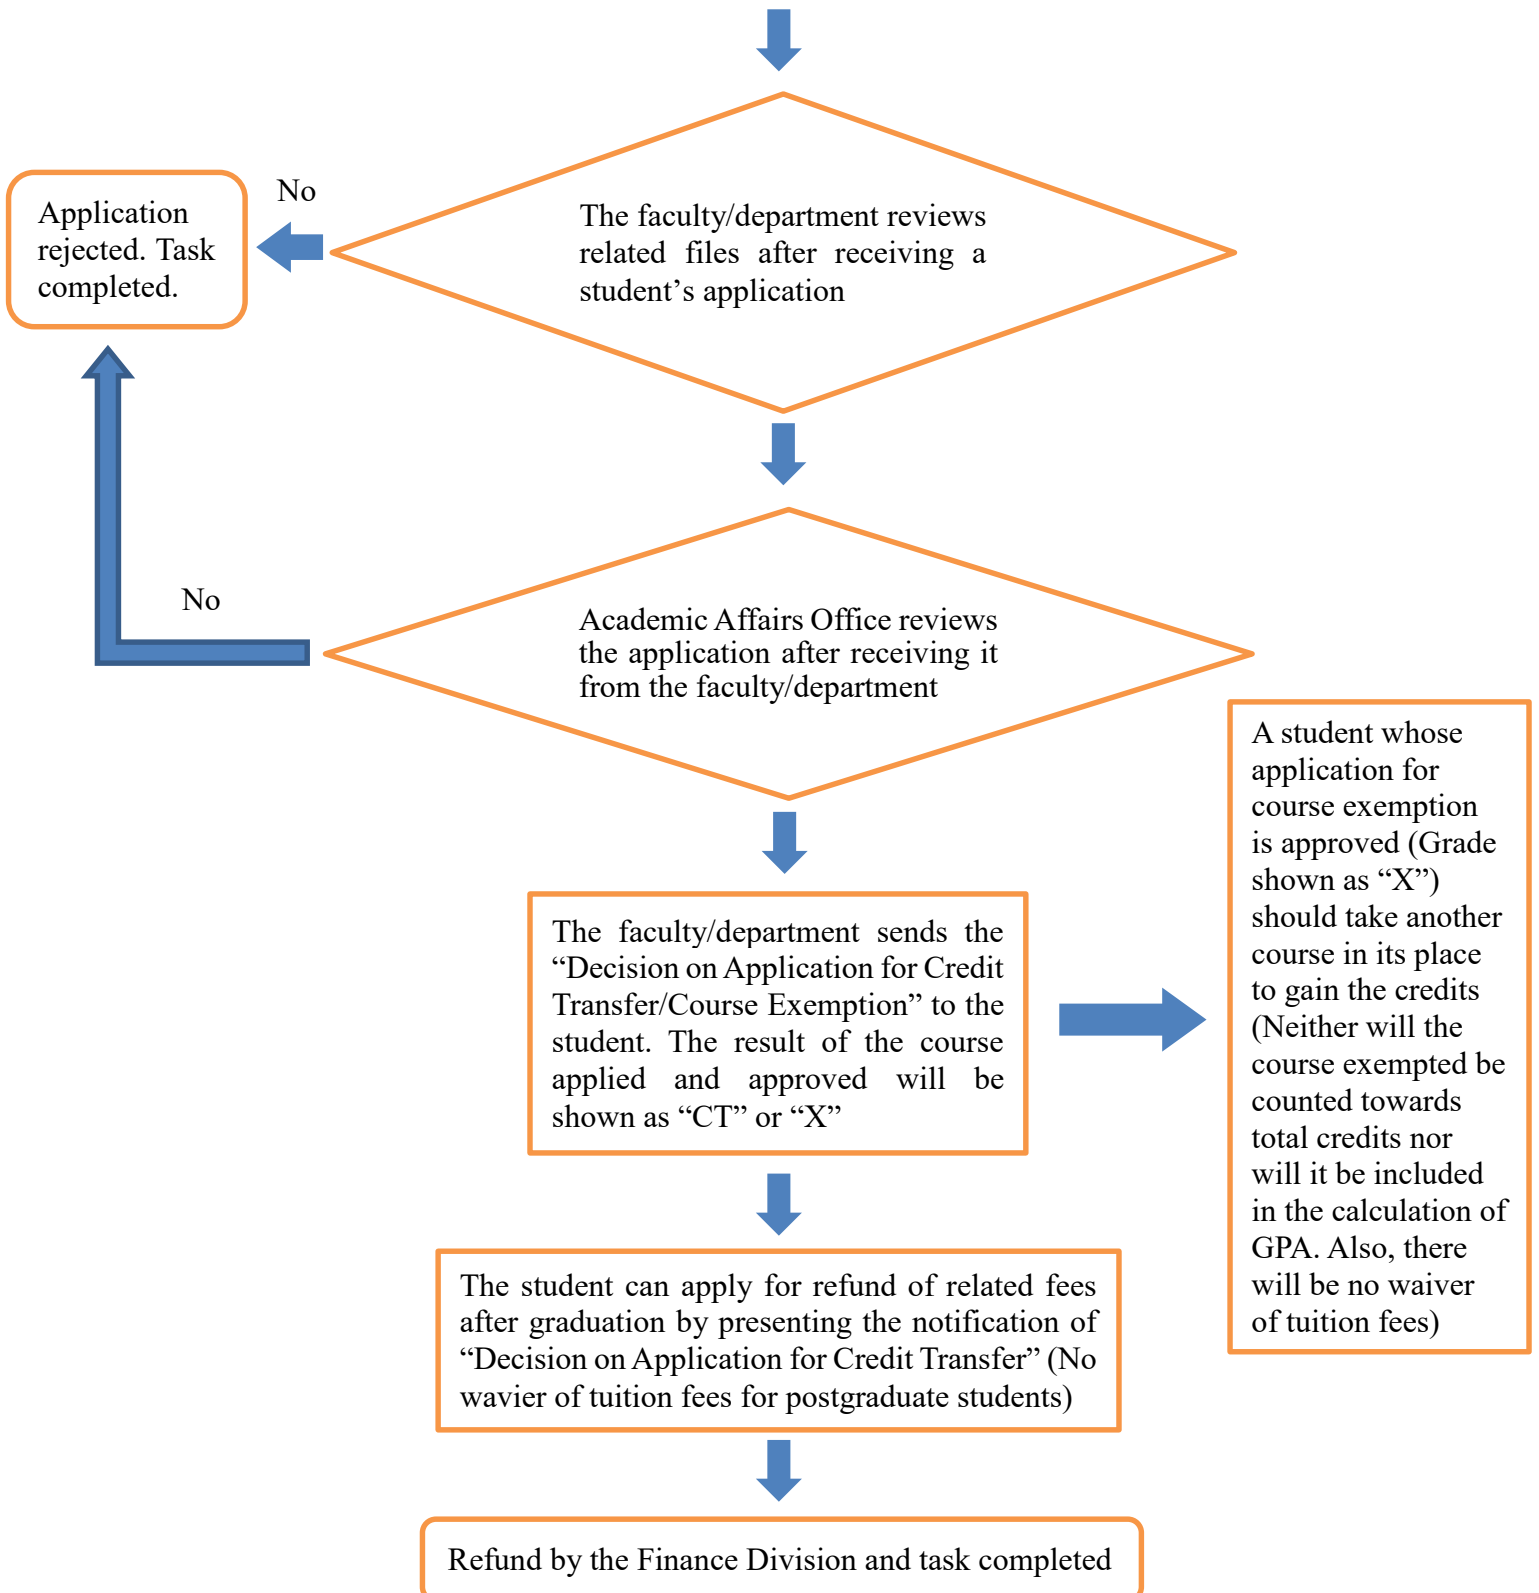 No
Application
rejected. Task
completed.
The faculty/department reviews
related files after receiving a
student’s application
No
Academic Affairs Office reviews
the application after receiving it
from the faculty/department
The faculty/department sends the
“Decision on Application for Credit
Transfer/Course Exemption” to the
student. The result of the course
applied and approved will be
shown as “CT” or “X”
A student whose
application for
course exemption
is approved (Grade
shown as “X”)
should take another
course in its place
to gain the credits
(Neither will the
course exempted be
counted towards
total credits nor
will it be included
in the calculation of
GPA. Also, there
will be no waiver
of tuition fees)
The student can apply for refund of related fees
after graduation by presenting the notification of
“Decision on Application for Credit Transfer” (No
wavier of tuition fees for postgraduate students)
Refund by the Finance Division and task completed